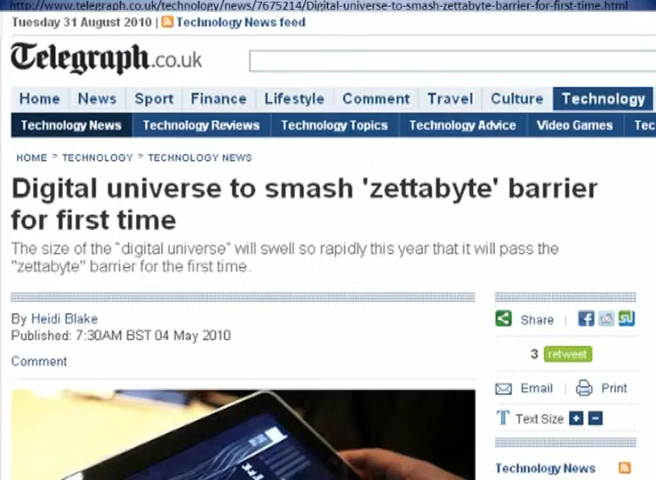 http://www.telegraph.co.uk/technology/news/7675214/Digital-universe-to-smash-zettabyte-barrier-for-first-time.html
Tuesday 31 August 2010 | Technology News feed
Telegraph.co.uk
Home News Sport Finance Lifestyle Comment Travel Culture Technology
Technology News Technology Reviews Technology Topics Technology Advice Video Games Tec
HOME > TECHNOLOGY > TECHNOLOGY NEWS
Digital universe to smash 'zettabyte' barrier
for first time
The size of the "digital universe" will swell so rapidly this year that it will pass the
"zettabyte" barrier for the first time.
By Heidi Blake
Published: 7:30AM BST 04 May 2010
Comment
Share
3 retweet
Email | Print
T Text Size + −
Technology News